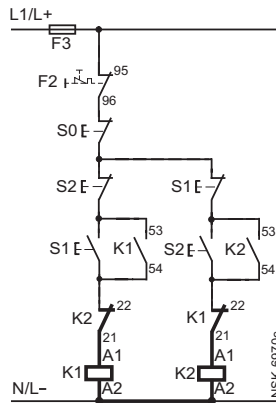 L1/L+
F3
F2 95
96
S0
S2 S1
53 53
S1 K1 S2 K2
54 54
22 22
K2 K1
21 21
A1 A1
K1 K2
N/L– A2 A2